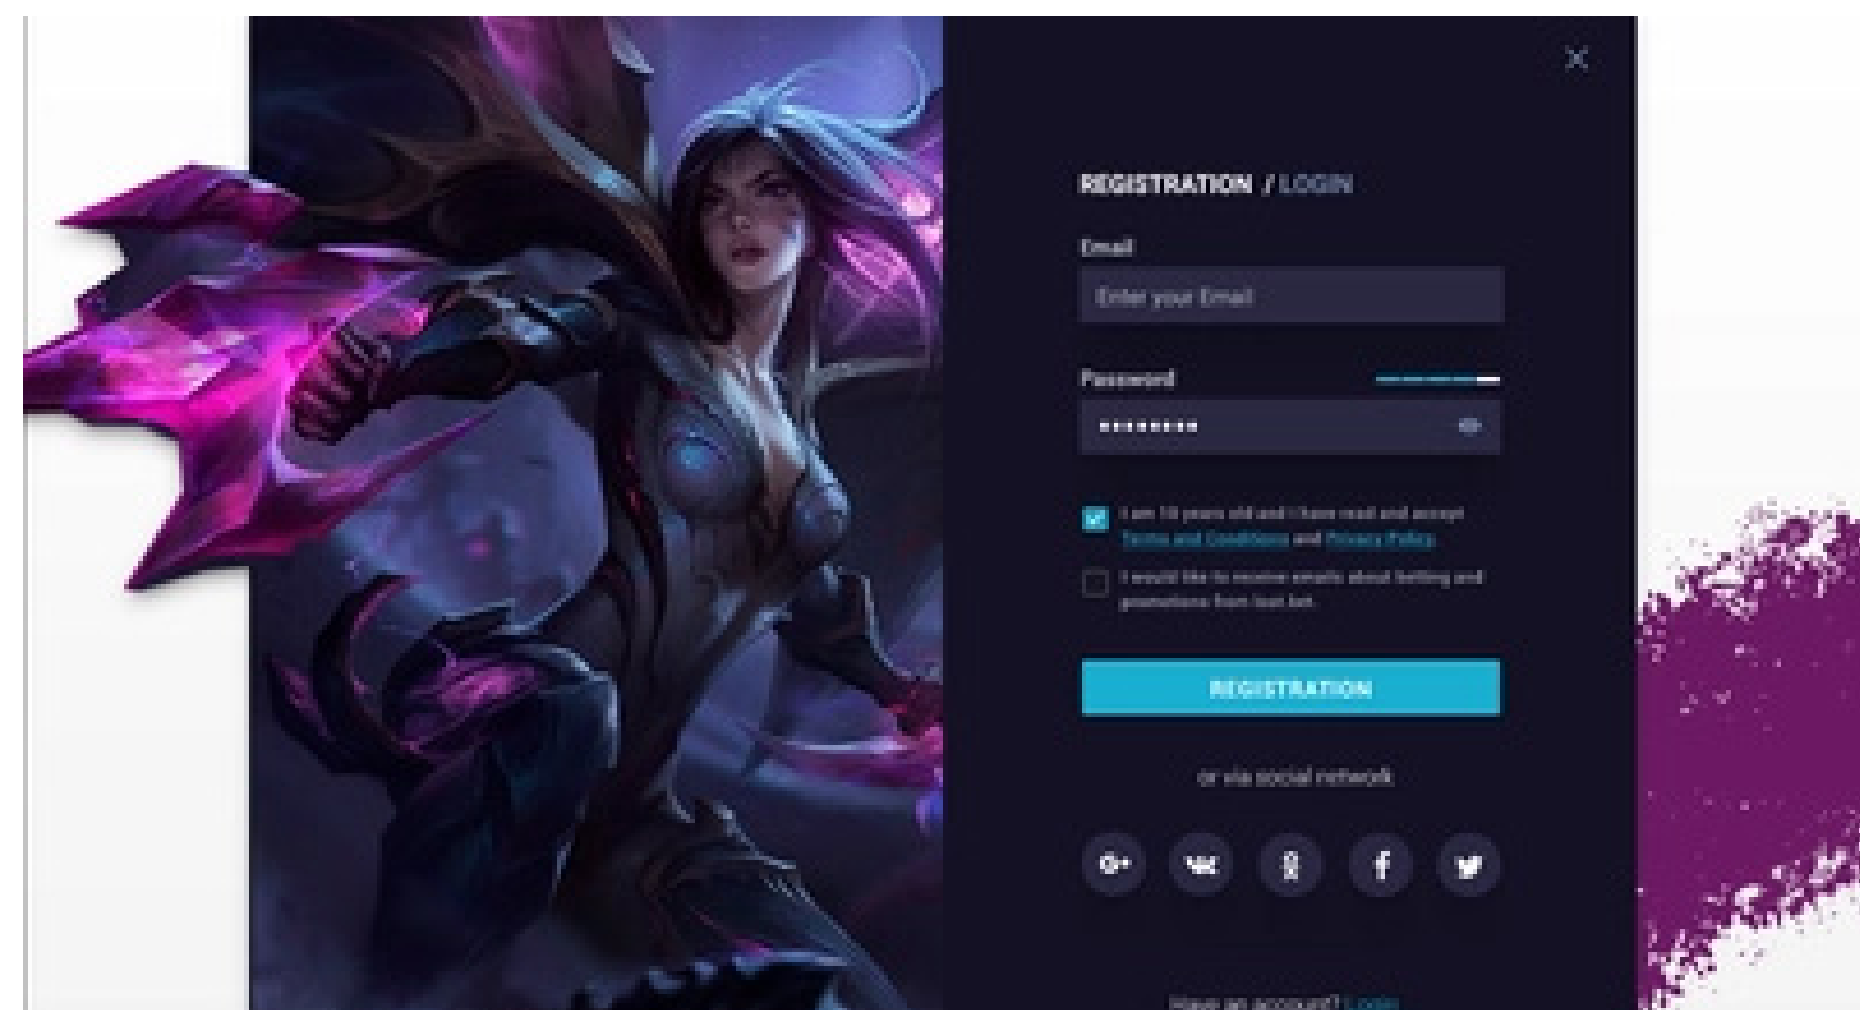 REGISTRATION / LOGIN
Email
Enter your Email
Password
I am 18 years old and I have read and accept
Terms and Conditions and Privacy Policy
I would like to receive emails about betting and
promotions from loot.bet.
REGISTRATION
or via social network
G+
f
Have an account? Login